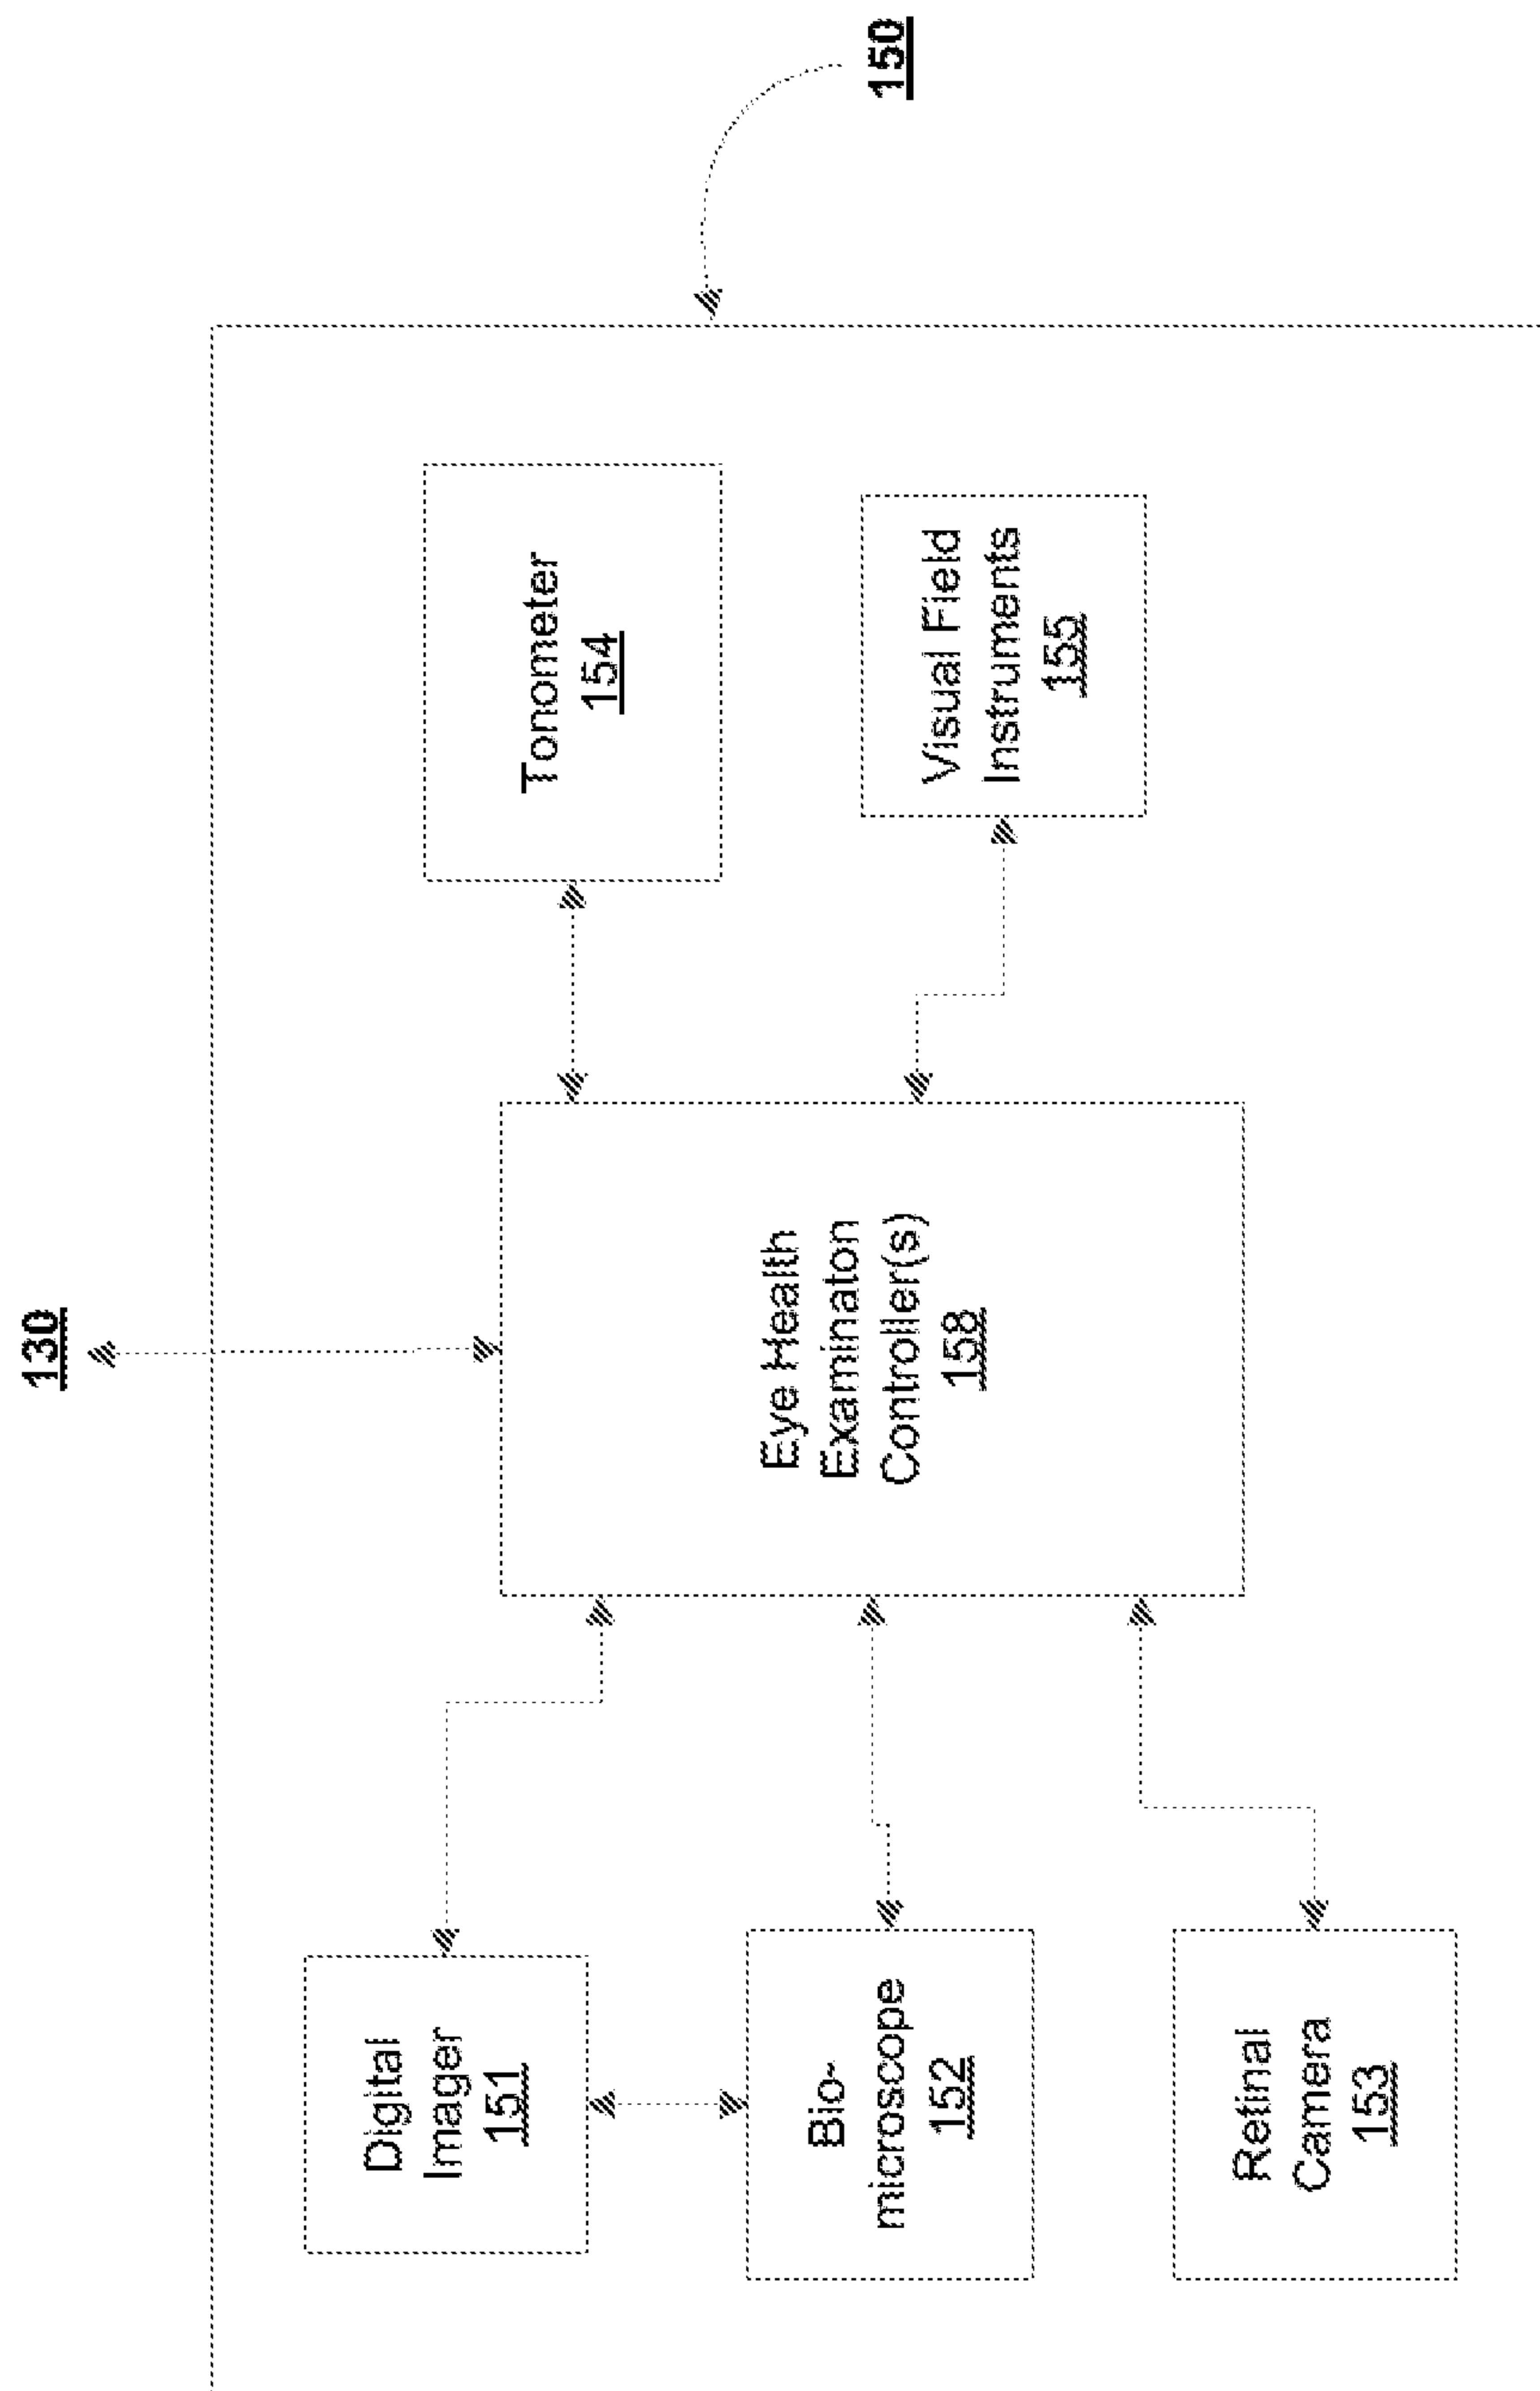 130
150
Digital
Imager
151
Bio-
microscope
152
Retinal
Camera
153
Eye Health
Examinaton
Controller(s)
158
Tonometer
154
Visual Field
Instruments
155